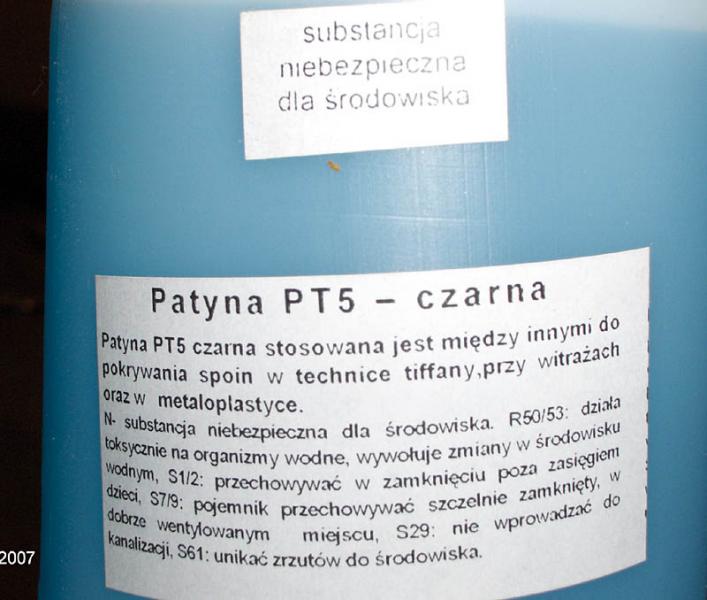 substancja
niebezpieczna
dla środowiska
Patyna PT5 – czarna
Patyna PT5 czarna stosowana jest między innymi do
pokrywania spoin w technice tiffany,przy witrażach
oraz w metaloplastyce.
N- substancja niebezpieczna dla środowiska. R50/53: działa
toksycznie na organizmy wodne, wywołuje zmiany w środowisku
wodnym, S1/2: przechowywać w zamknięciu poza zasięgiem
dzieci, S7/9: pojemnik przechowywać szczelnie zamknięty, w
dobrze wentylowanym miejscu, S29: nie wprowadzać do
kanalizacji, S61: unikać zrzutów do środowiska.
2007